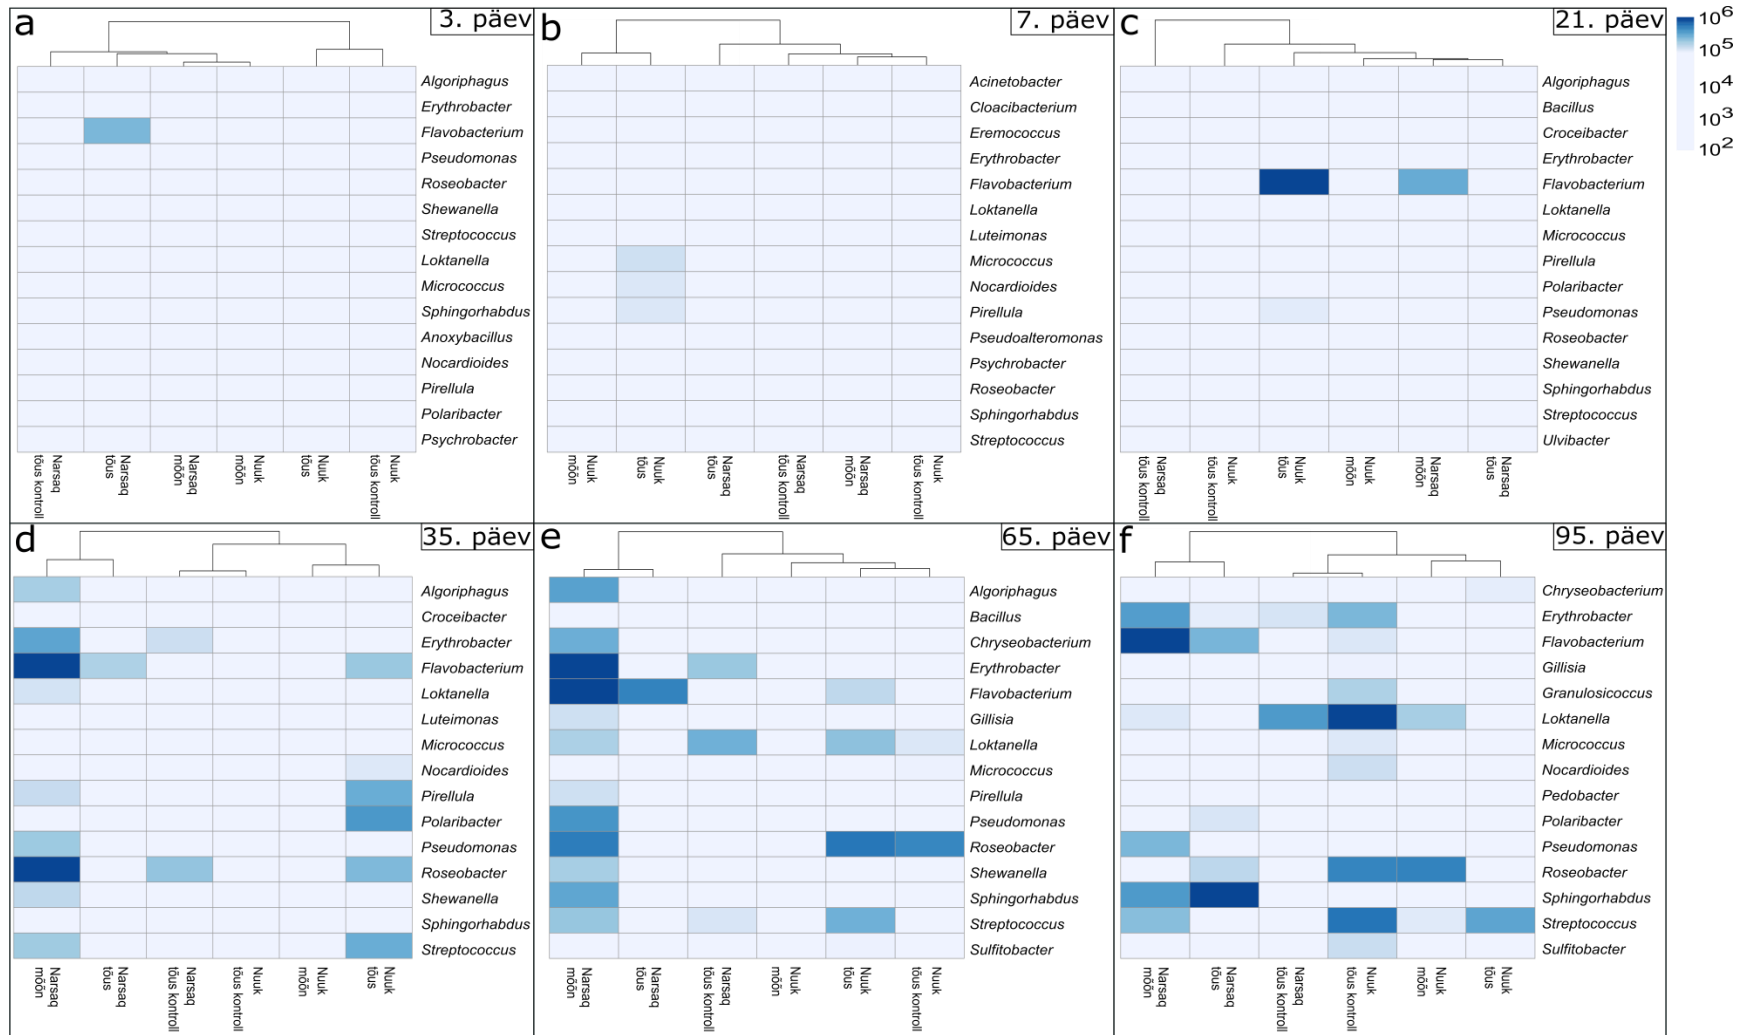 a
3. päev
Algoriphagus
Erythrobacter
Flavobacterium
Pseudomonas
Roseobacter
Shewanella
Streptococcus
Loktanella
Micrococcus
Sphingorhabdus
Anoxybacillus
Nocardioides
Pirellula
Polaribacter
Psychrobacter
Narsaq
tõus kontroll
Narsaq
tõus
Narsaq
mõõn
Nuuk
mõõn
Nuuk
tõus
Nuuk
tõus kontroll
b
7. päev
Acinetobacter
Cloacibacterium
Eremococcus
Erythrobacter
Flavobacterium
Loktanella
Luteimonas
Micrococcus
Nocardioides
Pirellula
Pseudoalteromonas
Psychrobacter
Roseobacter
Sphingorhabdus
Streptococcus
Nuuk
mõõn
Nuuk
tõus
Narsaq
tõus
Narsaq
tõus kontroll
Narsaq
mõõn
Nuuk
tõus kontroll
c
21. päev
Algoriphagus
Bacillus
Croceibacter
Erythrobacter
Flavobacterium
Loktanella
Micrococcus
Pirellula
Polaribacter
Pseudomonas
Roseobacter
Shewanella
Sphingorhabdus
Streptococcus
Ulvibacter
Narsaq
tõus kontroll
Nuuk
tõus kontroll
Nuuk
tõus
Nuuk
mõõn
Narsaq
mõõn
Narsaq
tõus
10⁶
10⁵
10⁴
10³
10²
d
35. päev
Algoriphagus
Croceibacter
Erythrobacter
Flavobacterium
Loktanella
Luteimonas
Micrococcus
Nocardioides
Pirellula
Polaribacter
Pseudomonas
Roseobacter
Shewanella
Sphingorhabdus
Streptococcus
Narsaq
mõõn
Narsaq
tõus
Narsaq
tõus kontroll
Nuuk
tõus kontroll
Nuuk
mõõn
Nuuk
tõus
e
65. päev
Algoriphagus
Bacillus
Chryseobacterium
Erythrobacter
Flavobacterium
Gillisia
Loktanella
Micrococcus
Pirellula
Pseudomonas
Roseobacter
Shewanella
Sphingorhabdus
Streptococcus
Sulfitobacter
Narsaq
mõõn
Narsaq
tõus
Narsaq
tõus kontroll
Nuuk
mõõn
Nuuk
tõus
Nuuk
tõus kontroll
f
95. päev
Chryseobacterium
Erythrobacter
Flavobacterium
Gillisia
Granulosicoccus
Loktanella
Micrococcus
Nocardioides
Pedobacter
Polaribacter
Pseudomonas
Roseobacter
Sphingorhabdus
Streptococcus
Sulfitobacter
Narsaq
mõõn
Narsaq
tõus
Narsaq
tõus kontroll
Nuuk
tõus kontroll
Nuuk
mõõn
Nuuk
tõus